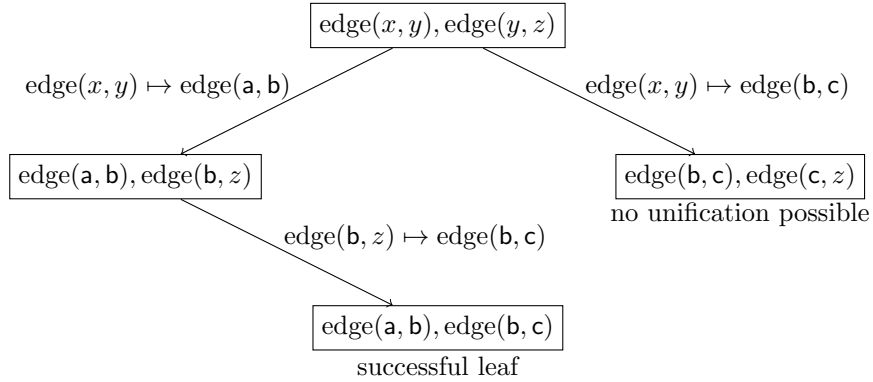 edge(x, y), edge(y, z)
edge(x, y) ↦ edge(a, b)
edge(x, y) ↦ edge(b, c)
edge(a, b), edge(b, z)
edge(b, c), edge(c, z)
no unification possible
edge(b, z) ↦ edge(b, c)
edge(a, b), edge(b, c)
successful leaf